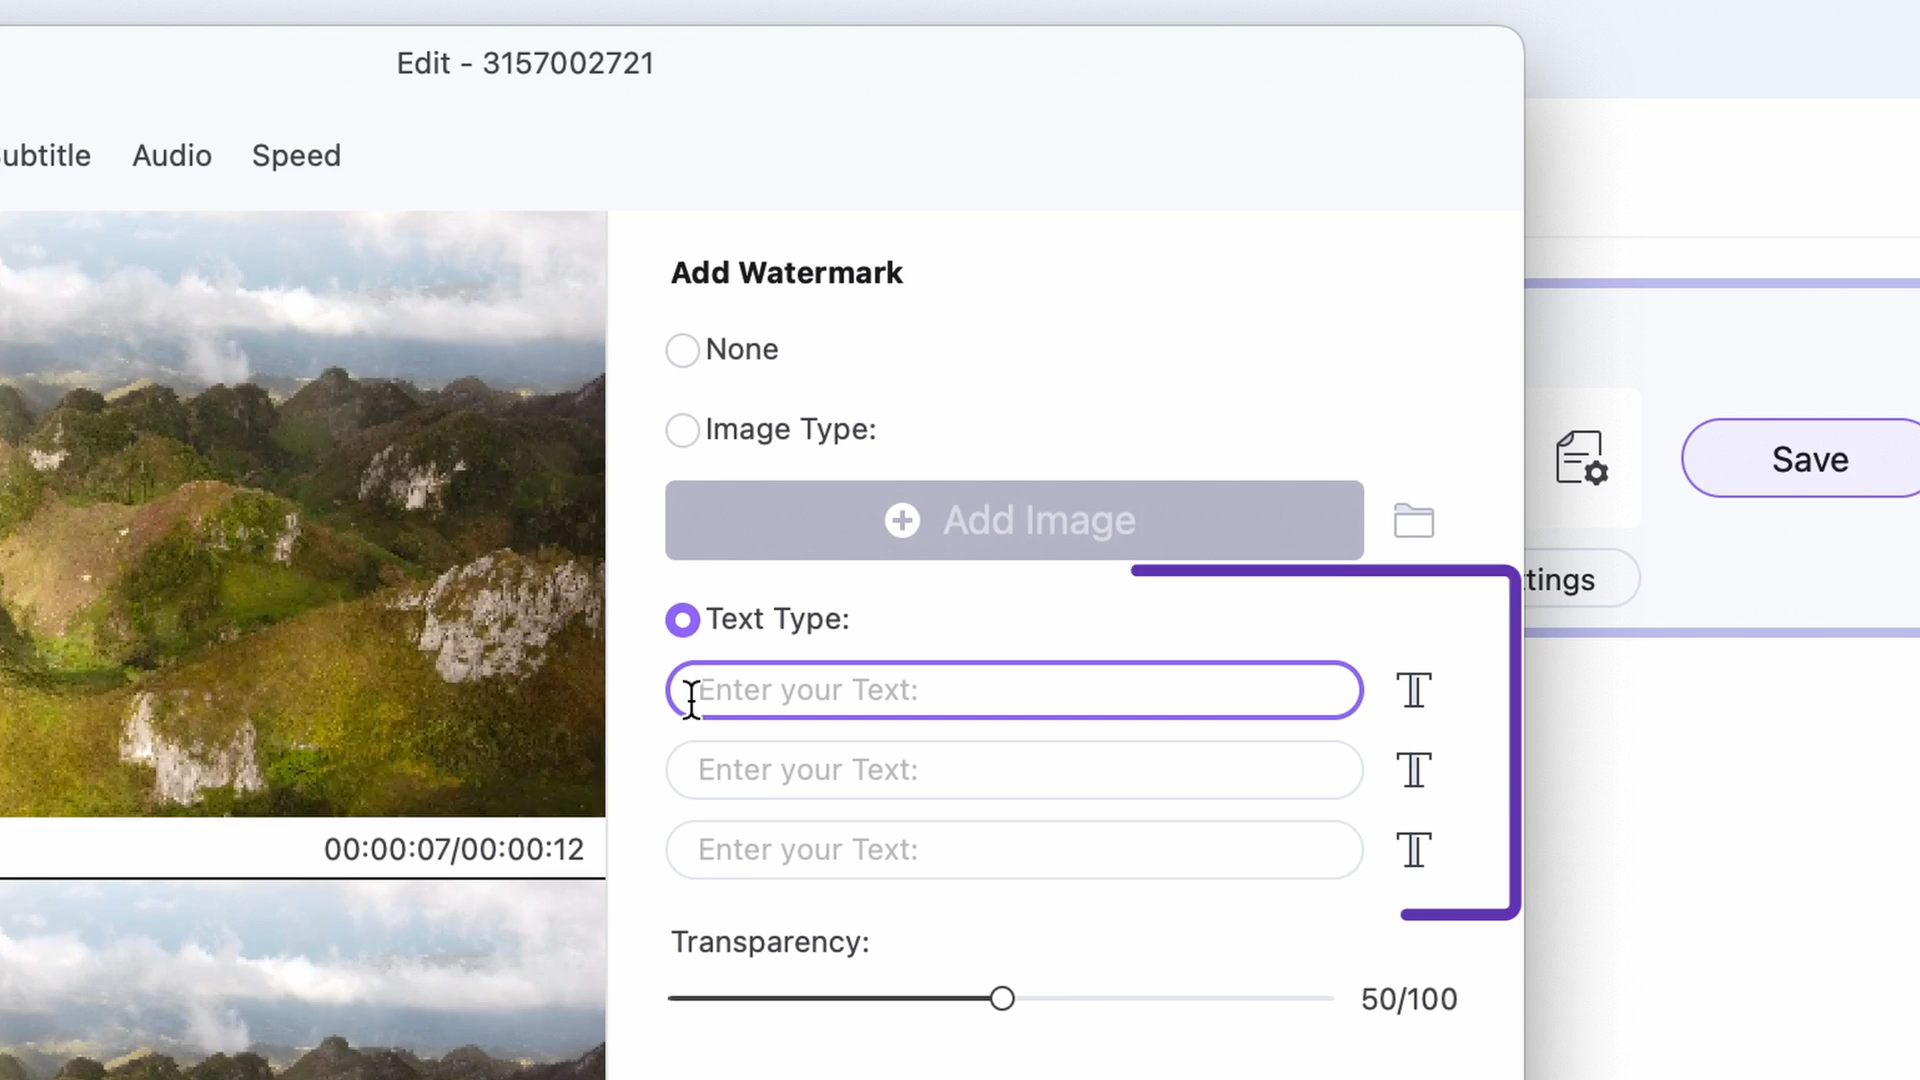 Edit - 3157002721
ubtitle Audio Speed
Add Watermark
None
Image Type:
Add Image
Save
tings
Text Type:
Enter your Text:
Enter your Text:
Enter your Text:
00:00:07/00:00:12
Transparency:
50/100